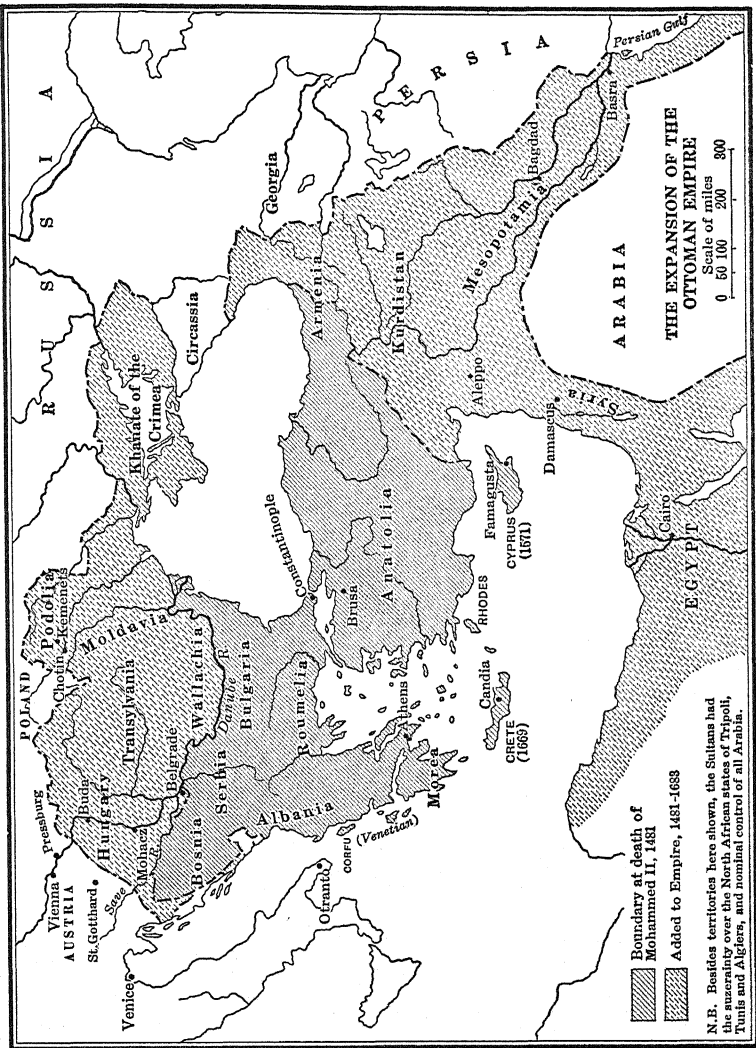 THE EXPANSION OF THE
OTTOMAN EMPIRE
Scale of miles
0 50 100 200 300
RUSSIA
PERSIA
Persian Gulf
Basra
Bagdad
Mesopotamia
Georgia
Armenia
Kurdistan
Circassia
Khanate of the
Crimea
ARABIA
Aleppo
Syria
Damascus
Famagusta
CYPRUS
(1571)
Cairo
EGYPT
Constantinople
Brusa
Anatolia
RHODES
POLAND
Podolia
Kemenets
Chotin
Moldavia
Transylvania
Wallachia
Danube R.
Bulgaria
Roumelia
Athens
Candia
CRETE
(1669)
Pressburg
Buda
Hungary
Belgrade
Serbia
Mohacz
R.
Bosnia
Albania
Morea
Vienna
AUSTRIA
St.Gotthard
Save
CORFU
(Venetian)
Otranto
Venice
Boundary at death of
Mohammed II, 1481
Added to Empire, 1481-1683
N.B. Besides territories here shown, the Sultans had
the suzerainty over the North African states of Tripoli,
Tunis and Algiers, and nominal control of all Arabia.